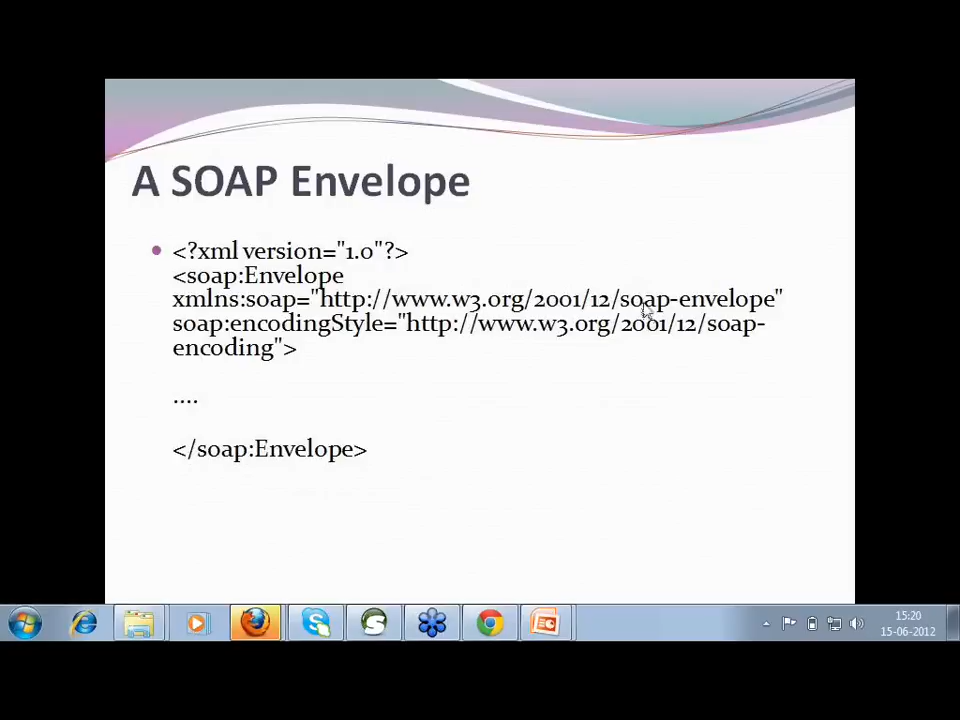 A SOAP Envelope
<?xml version="1.0"?>
<soap:Envelope
xmlns:soap="http://www.w3.org/2001/12/soap-envelope"
soap:encodingStyle="http://www.w3.org/2001/12/soap-
encoding">
....
</soap:Envelope>
15:20
15-06-2012